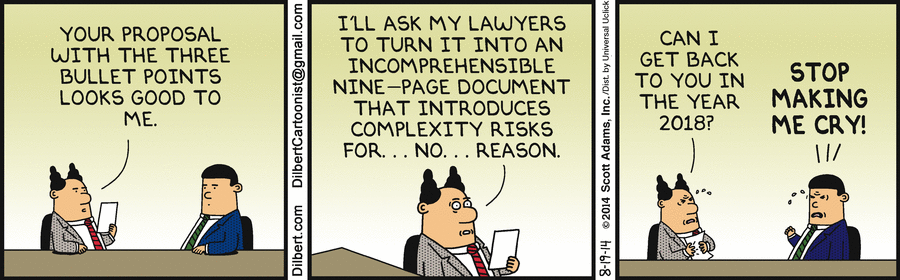 YOUR PROPOSAL
WITH THE THREE
BULLET POINTS
LOOKS GOOD TO
ME.
Dilbert.com DilbertCartoonist@gmail.com
I'LL ASK MY LAWYERS
TO TURN IT INTO AN
INCOMPREHENSIBLE
NINE-PAGE DOCUMENT
THAT INTRODUCES
COMPLEXITY RISKS
FOR... NO... REASON.
8-19-14 ©2014 Scott Adams, Inc. /Dist. by Universal Uclick
CAN I
GET BACK
TO YOU IN
THE YEAR
2018?
STOP
MAKING
ME CRY!